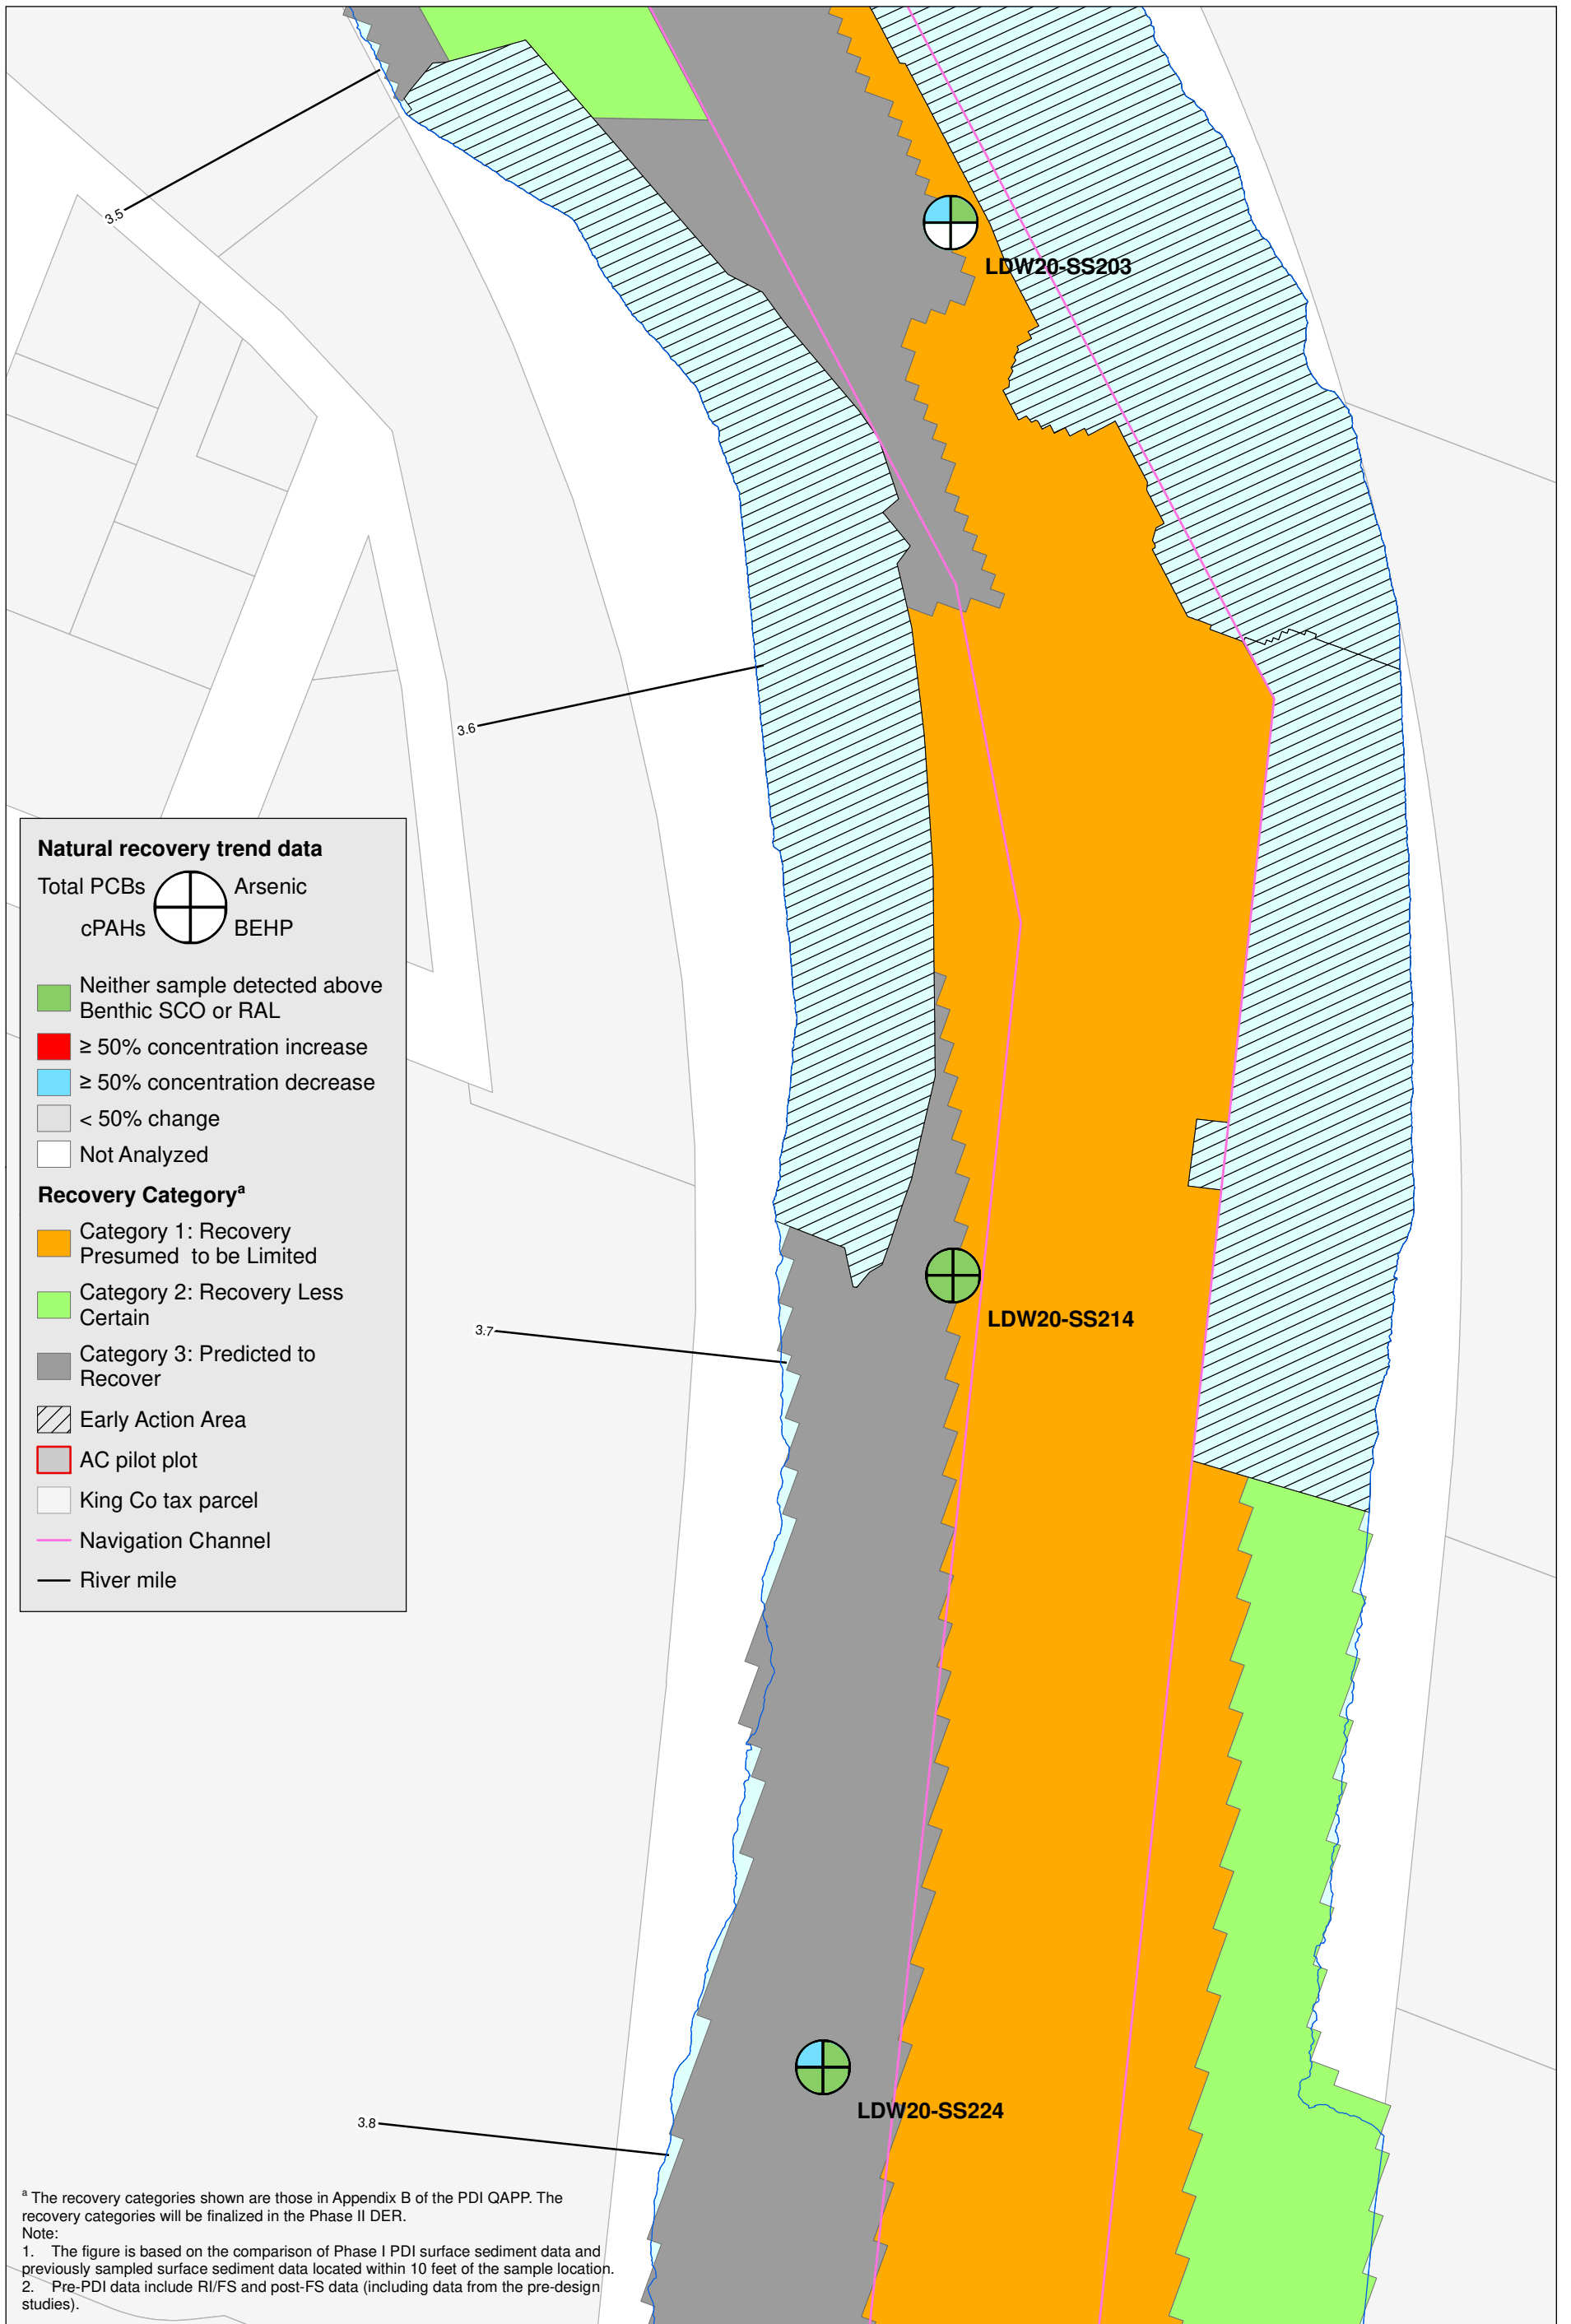 3.5
LDW20-SS203
3.6
Natural recovery trend data
Total PCBs
Arsenic
cPAHs
BEHP
Neither sample detected above
Benthic SCO or RAL
≥ 50% concentration increase
≥ 50% concentration decrease
< 50% change
Not Analyzed
Recovery Categoryª
Category 1: Recovery
Presumed to be Limited
Category 2: Recovery Less
Certain
Category 3: Predicted to
Recover
Early Action Area
AC pilot plot
King Co tax parcel
Navigation Channel
River mile
LDW20-SS214
3.7
LDW20-SS224
3.8
ª The recovery categories shown are those in Appendix B of the PDI QAPP. The
recovery categories will be finalized in the Phase II DER.
Note:
1. The figure is based on the comparison of Phase I PDI surface sediment data and
previously sampled surface sediment data located within 10 feet of the sample location.
2. Pre-PDI data include RI/FS and post-FS data (including data from the pre-design
studies).